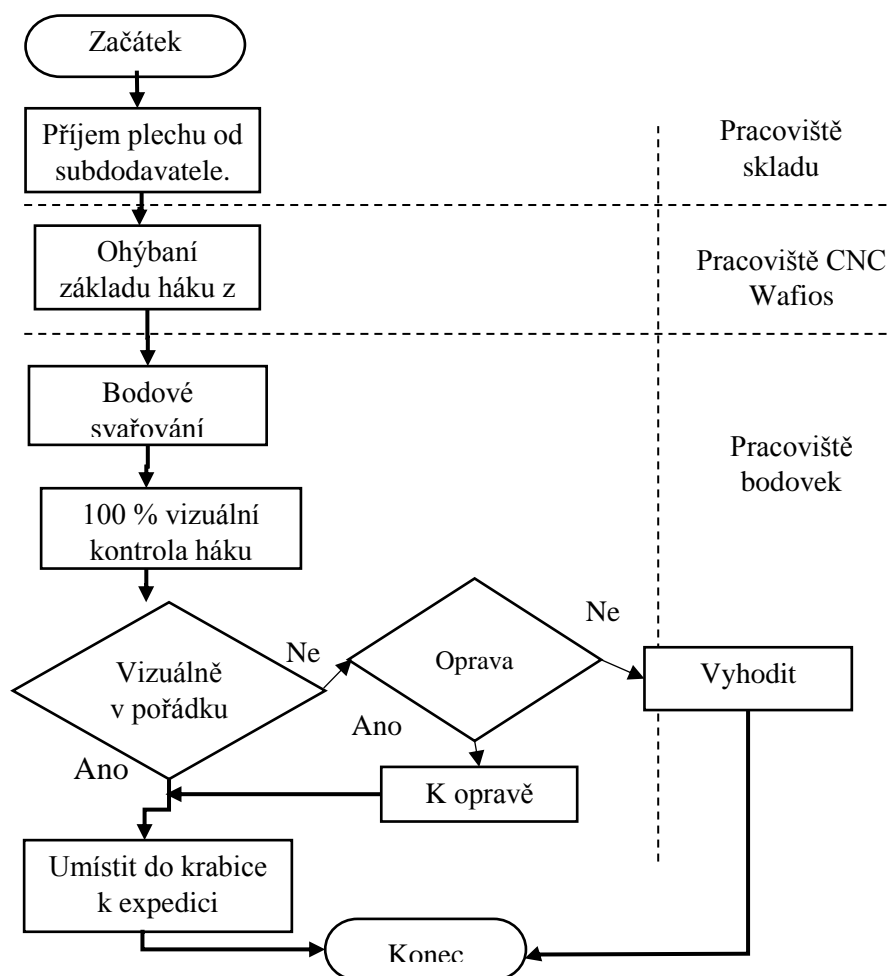 Začátek
Příjem plechu od
subdodavatele.
Pracoviště
skladu
Ohýbaní
základu háku z
Pracoviště CNC
Wafios
Bodové
svařování
Pracoviště
bodovek
100 % vizuální
kontrola háku
Vizuálně
v pořádku
Ne
Oprava
Ne
Vyhodit
Ano
Ano
K opravě
Umístit do krabice
k expedici
Konec